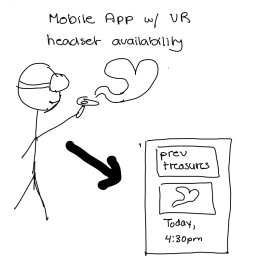 Mobile App w/ VR
headset availability
prev
treasures
Today,
4:30pm